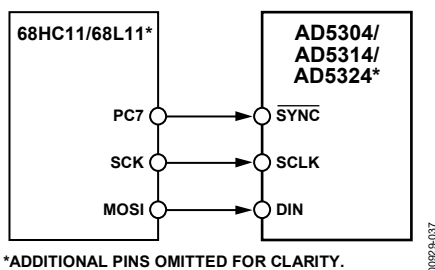 68HC11/68L11*
AD5304/
AD5314/
AD5324*
PC7
SYNC
SCK
SCLK
MOSI
DIN
*ADDITIONAL PINS OMITTED FOR CLARITY.
00929-037